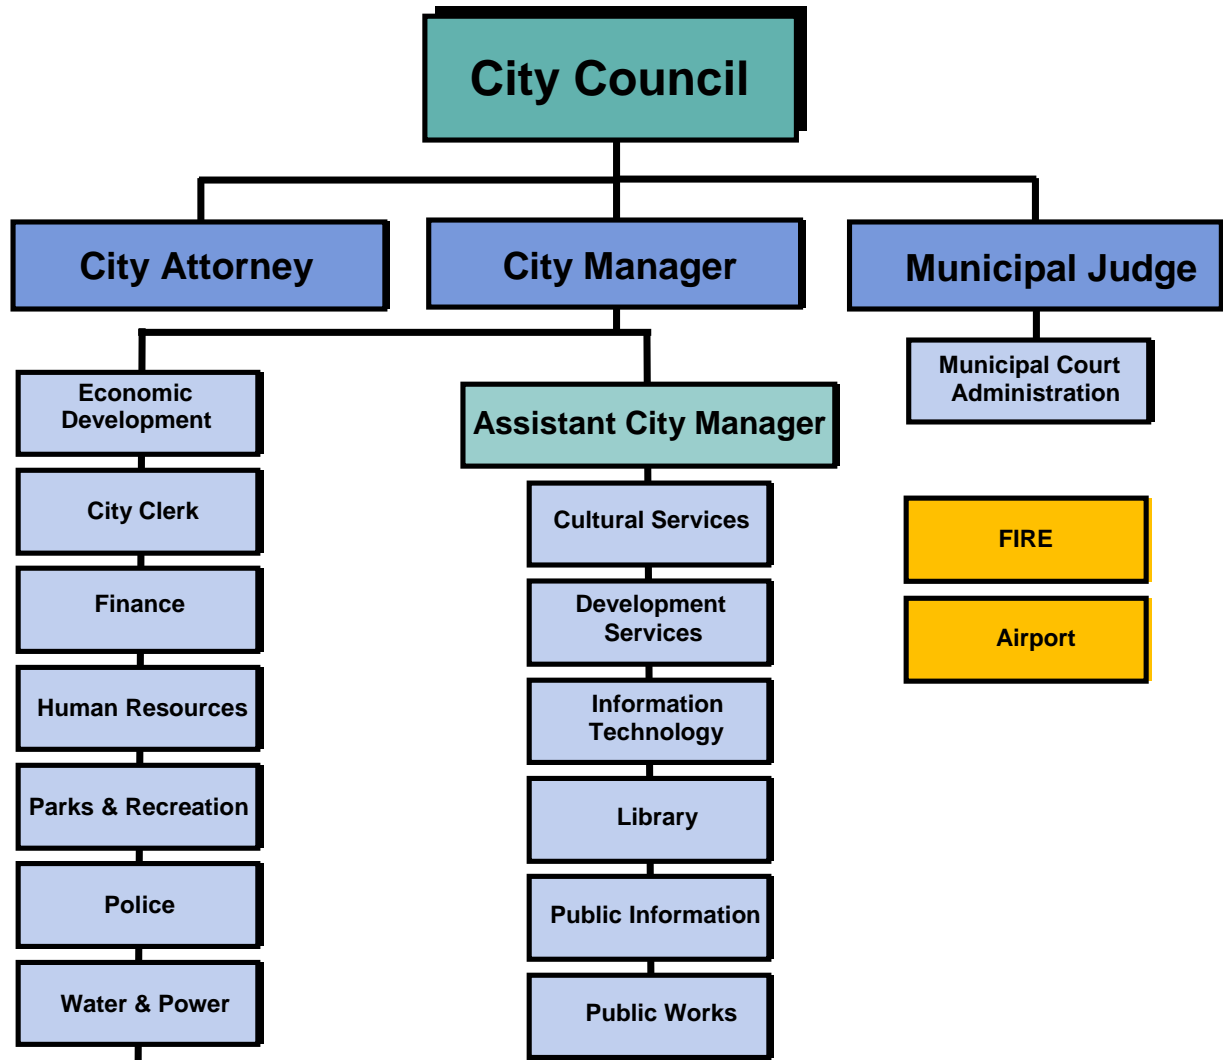 City Council
City Attorney
City Manager
Municipal Judge
Economic
Development
City Clerk
Finance
Human Resources
Parks & Recreation
Police
Water & Power
Assistant City Manager
Cultural Services
Development
Services
Information
Technology
Library
Public Information
Public Works
Municipal Court
Administration
FIRE
Airport